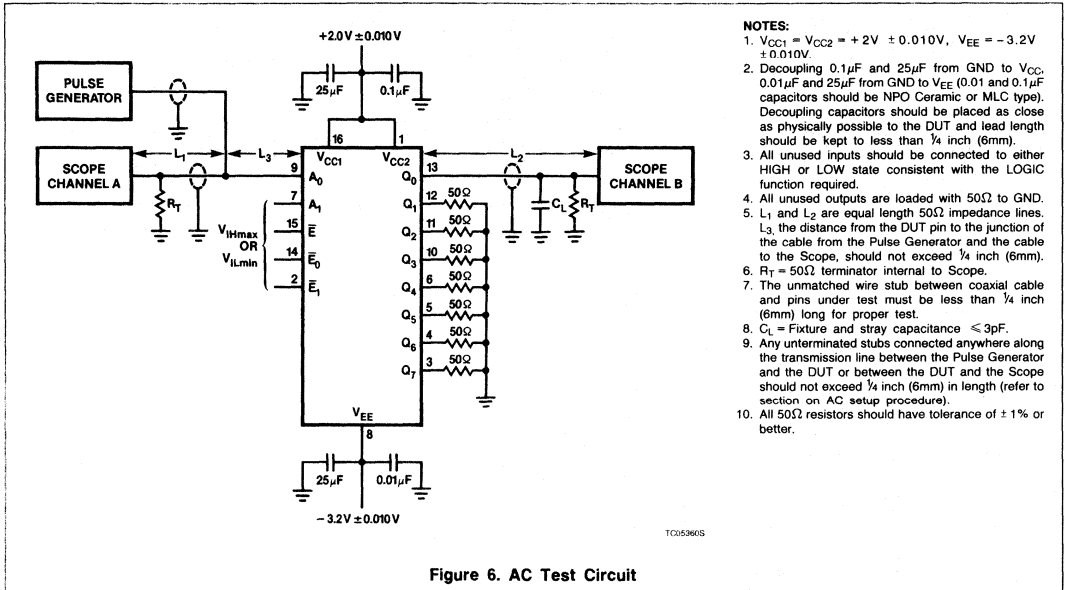 +2.0V ±0.010V
25µF
0.1µF
PULSE
GENERATOR
16
1
VCC1
VCC2
L1
L3
L2
SCOPE
CHANNEL A
SCOPE
CHANNEL B
RT
CL
RT
9 A0
7 A1
15 E̅
14 E̅0
2 E̅1
VIHmax
OR
VILmin
Q0 13
Q1 12 50Ω
Q2 11 50Ω
Q3 10 50Ω
Q4 6 50Ω
Q5 5 50Ω
Q6 4 50Ω
Q7 3 50Ω
VEE
8
25µF
0.01µF
−3.2V ±0.010V
TC05360S
NOTES:
1. VCC1 = VCC2 = +2V ±0.010V, VEE = −3.2V
±0.010V.
2. Decoupling 0.1µF and 25µF from GND to VCC,
0.01µF and 25µF from GND to VEE (0.01 and 0.1µF
capacitors should be NPO Ceramic or MLC type).
Decoupling capacitors should be placed as close
as physically possible to the DUT and lead length
should be kept to less than ¼ inch (6mm).
3. All unused inputs should be connected to either
HIGH or LOW state consistent with the LOGIC
function required.
4. All unused outputs are loaded with 50Ω to GND.
5. L1 and L2 are equal length 50Ω impedance lines.
L3, the distance from the DUT pin to the junction of
the cable from the Pulse Generator and the cable
to the Scope, should not exceed ¼ inch (6mm).
6. RT = 50Ω terminator internal to Scope.
7. The unmatched wire stub between coaxial cable
and pins under test must be less than ¼ inch
(6mm) long for proper test.
8. CL = Fixture and stray capacitance ⩽ 3pF.
9. Any unterminated stubs connected anywhere along
the transmission line between the Pulse Generator
and the DUT or between the DUT and the Scope
should not exceed ¼ inch (6mm) in length (refer to
section on AC setup procedure).
10. All 50Ω resistors should have tolerance of ±1% or
better.
Figure 6. AC Test Circuit